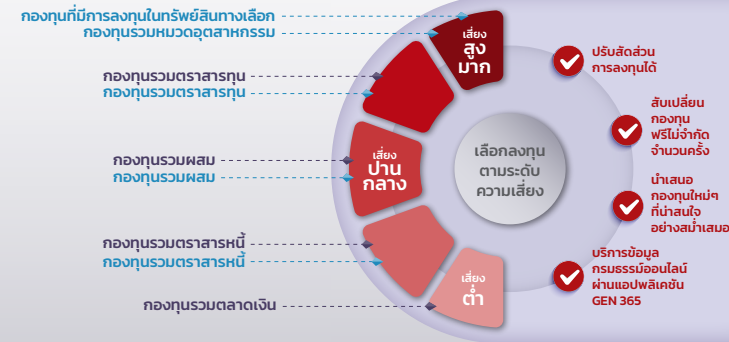 กองทุนที่มีการลงทุนในทรัพย์สินทางเลือก
กองทุนรวมหมวดอุตสาหกรรม
กองทุนรวมตราสารทุน
กองทุนรวมตราสารทุน
กองทุนรวมผสม
กองทุนรวมผสม
กองทุนรวมตราสารหนี้
กองทุนรวมตราสารหนี้
กองทุนรวมตลาดเงิน
เสี่ยง
สูง
มาก
เสี่ยง
ปาน
กลาง
เสี่ยง
ต่ำ
เลือกลงทุน
ตามระดับ
ความเสี่ยง
ปรับสัดส่วน
การลงทุนได้
สับเปลี่ยน
กองทุน
ฟรีไม่จำกัด
จำนวนครั้ง
นำเสนอ
กองทุนใหม่ๆ
ที่น่าสนใจ
อย่างสม่ำเสมอ
บริการข้อมูล
กรมธรรม์ออนไลน์
ผ่านแอปพลิเคชัน
GEN 365